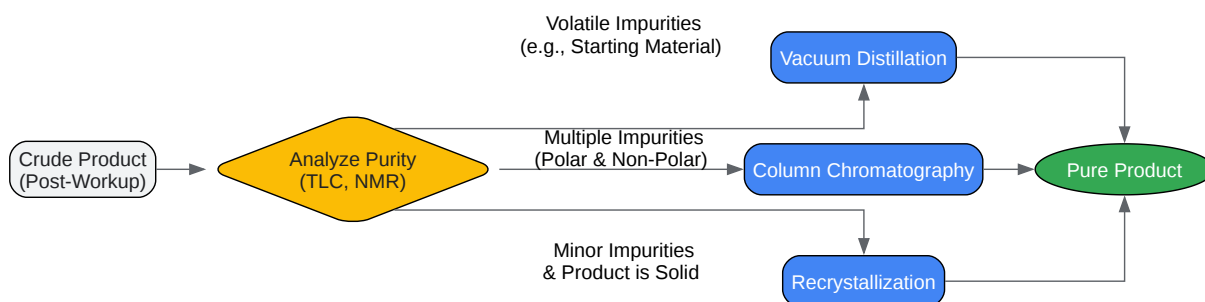 Volatile Impurities
(e.g., Starting Material)
Vacuum Distillation
Crude Product
(Post-Workup)
Analyze Purity
(TLC, NMR)
Multiple Impurities
(Polar & Non-Polar)
Column Chromatography
Pure Product
Minor Impurities
& Product is Solid
Recrystallization